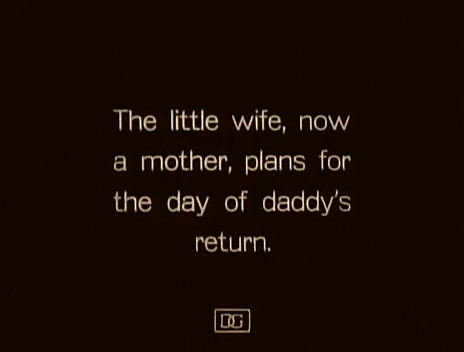 The little wife, now
a mother, plans for
the day of daddy's
return.
DG